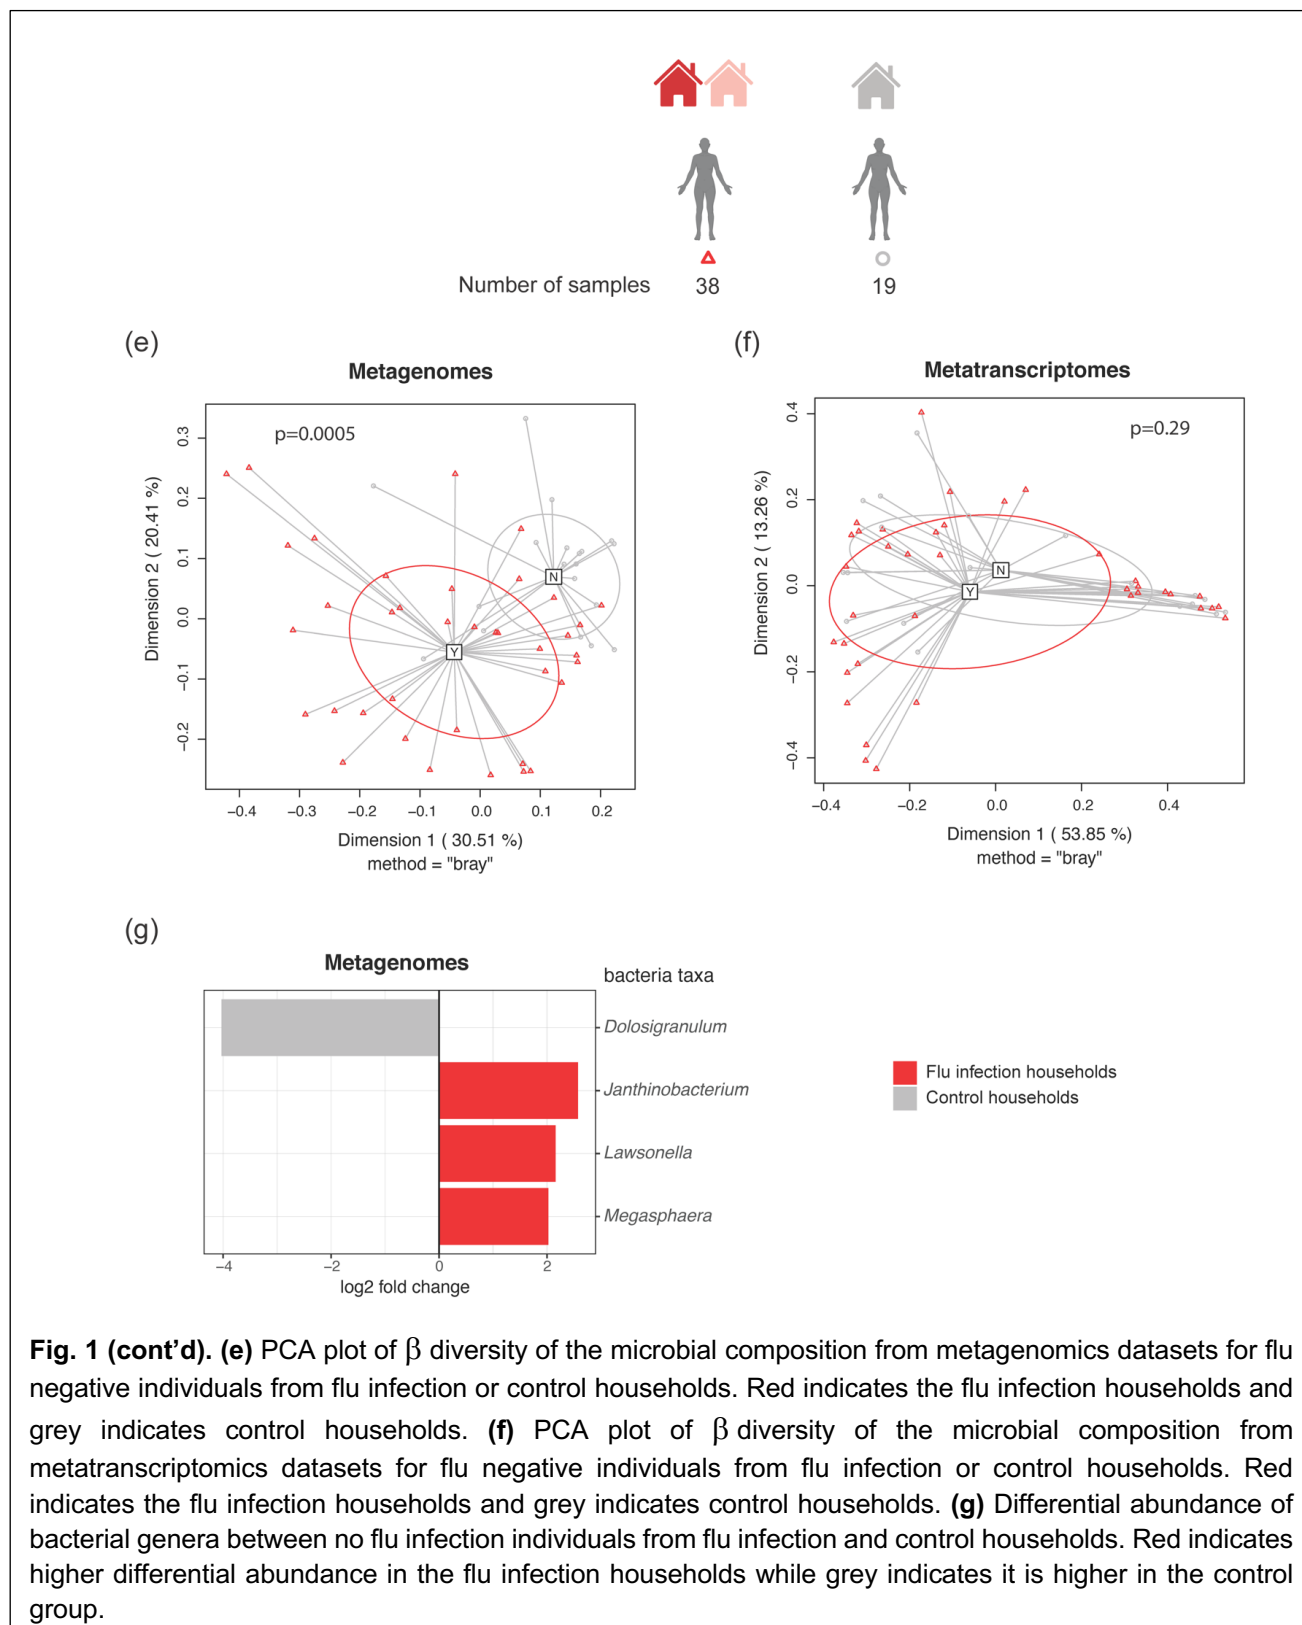 Number of samples 38 19
(e)
Metagenomes
p=0.0005
Dimension 2 ( 20.41 %)
0.3
0.2
0.1
0.0
−0.1
−0.2
N
Y
−0.4 −0.3 −0.2 −0.1 0.0 0.1 0.2
Dimension 1 ( 30.51 %)
method = "bray"
(f)
Metatranscriptomes
p=0.29
Dimension 2 ( 13.26 %)
0.4
0.2
0.0
−0.2
−0.4
N
Y
−0.4 −0.2 0.0 0.2 0.4
Dimension 1 ( 53.85 %)
method = "bray"
(g)
Metagenomes
bacteria taxa
Dolosigranulum
Janthinobacterium
Lawsonella
Megasphaera
−4 −2 0 2
log2 fold change
Flu infection households
Control households
Fig. 1 (cont’d). (e) PCA plot of β diversity of the microbial composition from metagenomics datasets for flu
negative individuals from flu infection or control households. Red indicates the flu infection households and
grey indicates control households. (f) PCA plot of β diversity of the microbial composition from
metatranscriptomics datasets for flu negative individuals from flu infection or control households. Red
indicates the flu infection households and grey indicates control households. (g) Differential abundance of
bacterial genera between no flu infection individuals from flu infection and control households. Red indicates
higher differential abundance in the flu infection households while grey indicates it is higher in the control
group.